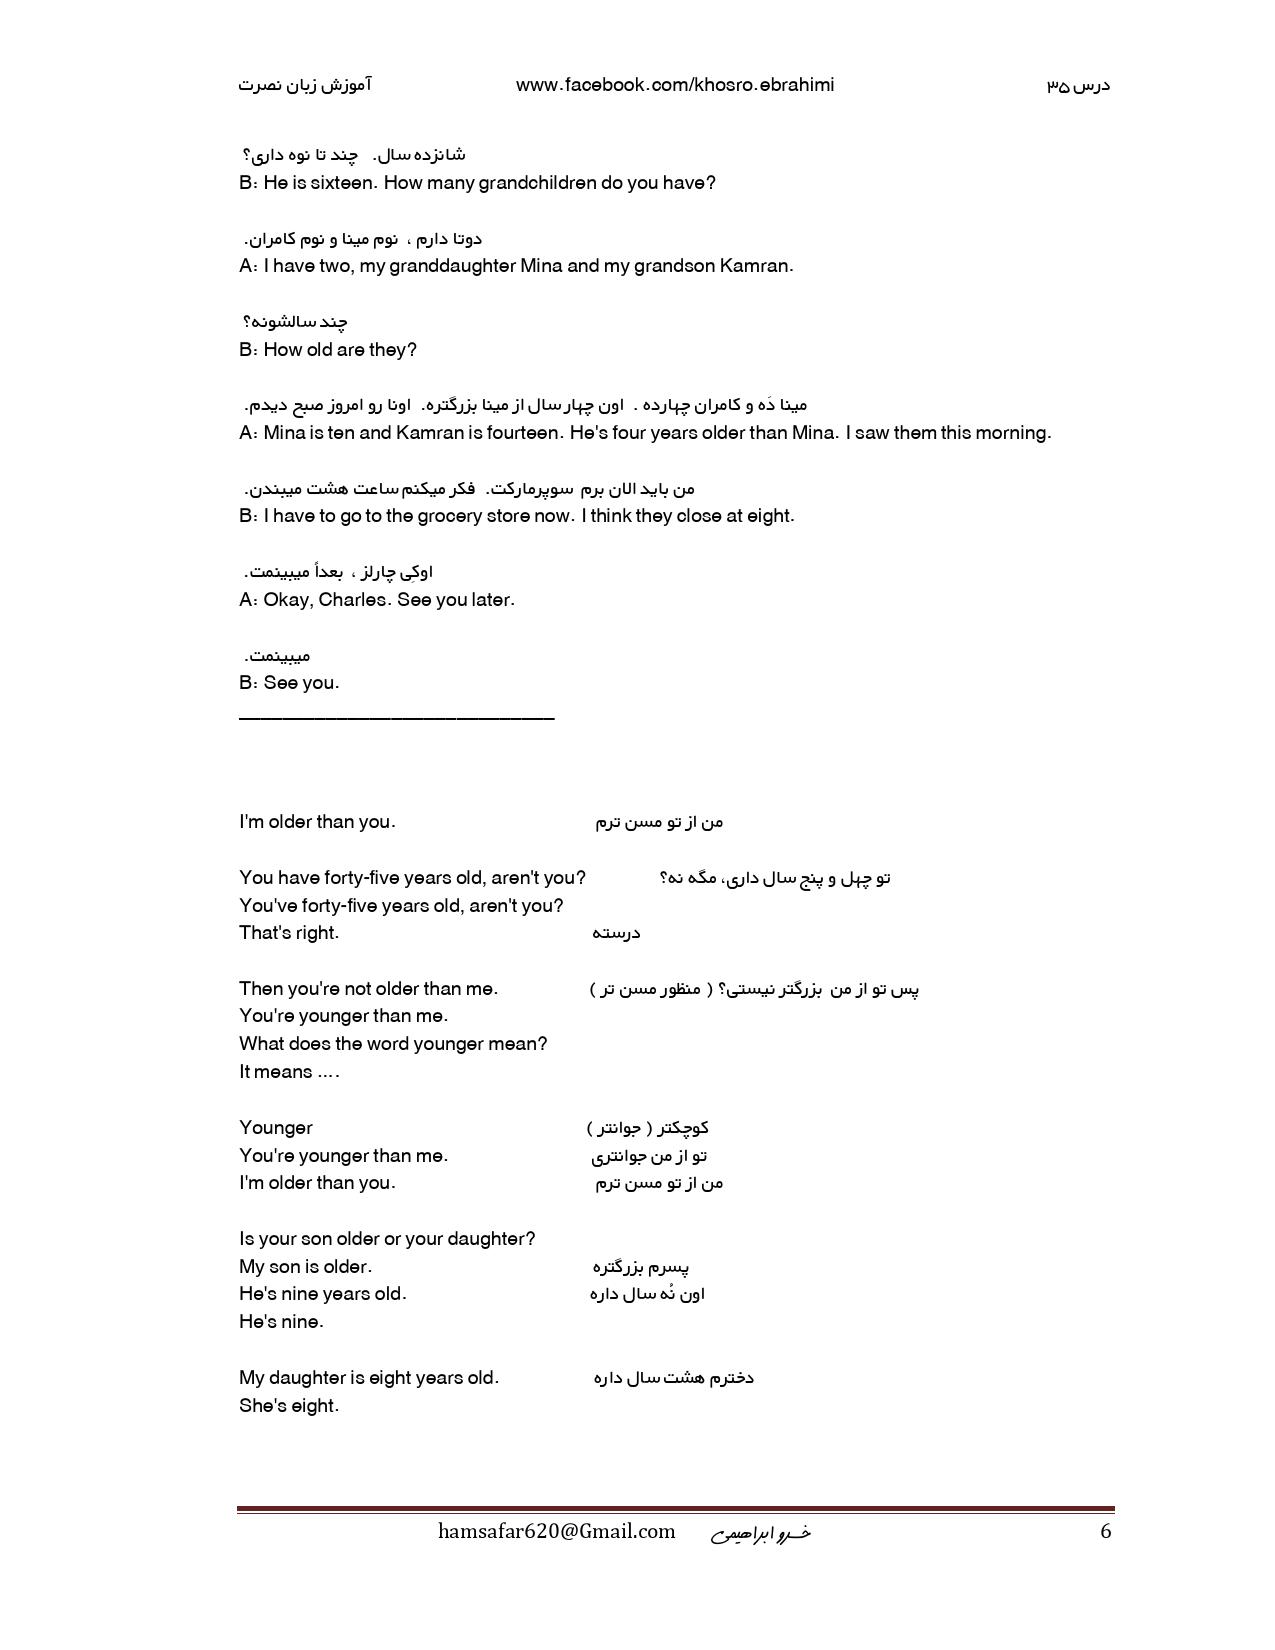 آموزش زبان نصرت www.facebook.com/khosro.ebrahimi درس ۳۵
شانزده سال. چند تا نوه داری؟
B: He is sixteen. How many grandchildren do you have?
دوتا دارم ، نوم مینا و نوم کامران.
A: I have two, my granddaughter Mina and my grandson Kamran.
چند سالشونه؟
B: How old are they?
مینا دَه و کامران چهارده . اون چهار سال از مینا بزرگتره. اونا رو امروز صبح دیدم.
A: Mina is ten and Kamran is fourteen. He's four years older than Mina. I saw them this morning.
من باید الان برم سوپرمارکت. فکر میکنم ساعت هشت میبندن.
B: I have to go to the grocery store now. I think they close at eight.
اوکِی چارلز ، بعداً میبینمت.
A: Okay, Charles. See you later.
میبینمت.
B: See you.
______________________________
I'm older than you. من از تو مسن ترم
You have forty-five years old, aren't you? تو چهل و پنج سال داری، مگه نه؟
You've forty-five years old, aren't you?
That's right. درسته
Then you're not older than me. پس تو از من بزرگتر نیستی؟ ( منظور مسن تر )
You're younger than me.
What does the word younger mean?
It means ....
Younger کوچکتر ( جوانتر )
You're younger than me. تو از من جوانتری
I'm older than you. من از تو مسن ترم
Is your son older or your daughter?
My son is older. پسرم بزرگتره
He's nine years old. اون نُه سال داره
He's nine.
My daughter is eight years old. دخترم هشت سال داره
She's eight.
hamsafar620@Gmail.com خسرو ابراهیمی 6